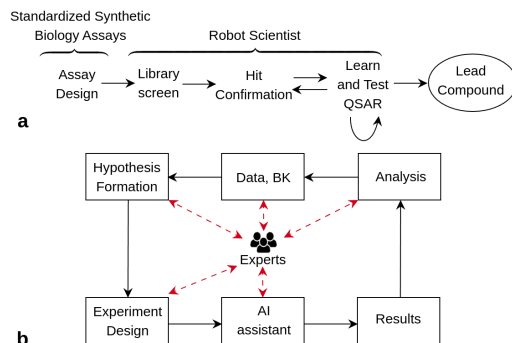 Standardized Synthetic
Biology Assays
Robot Scientist
Assay
Design
Library
screen
Hit
Confirmation
Learn
and Test
QSAR
Lead
Compound
a
Hypothesis
Formation
Data, BK
Analysis
Experts
Experiment
Design
AI
assistant
Results
b